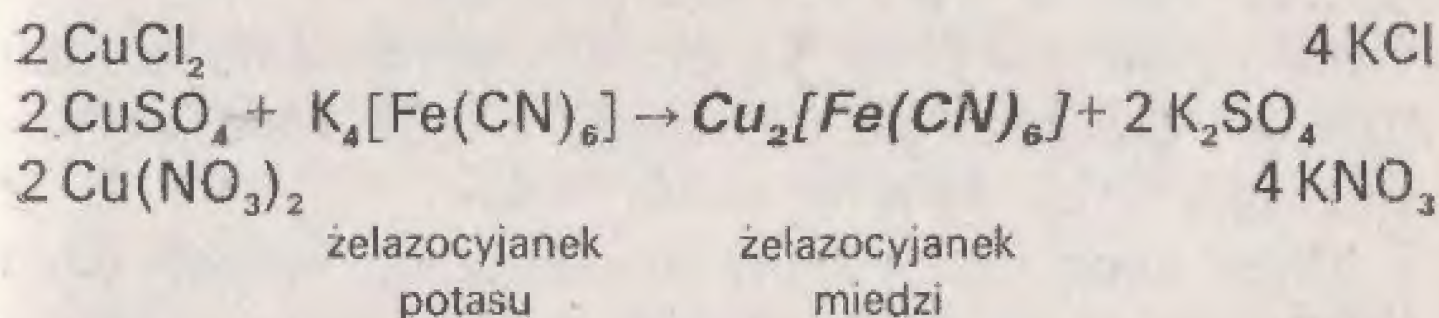 2 CuCl₂ 4 KCl
2 CuSO₄ + K₄[Fe(CN)₆] → Cu₂[Fe(CN)₆] + 2 K₂SO₄
2 Cu(NO₃)₂ 4 KNO₃
żelazocyjanek żelazocyjanek
potasu miedzi